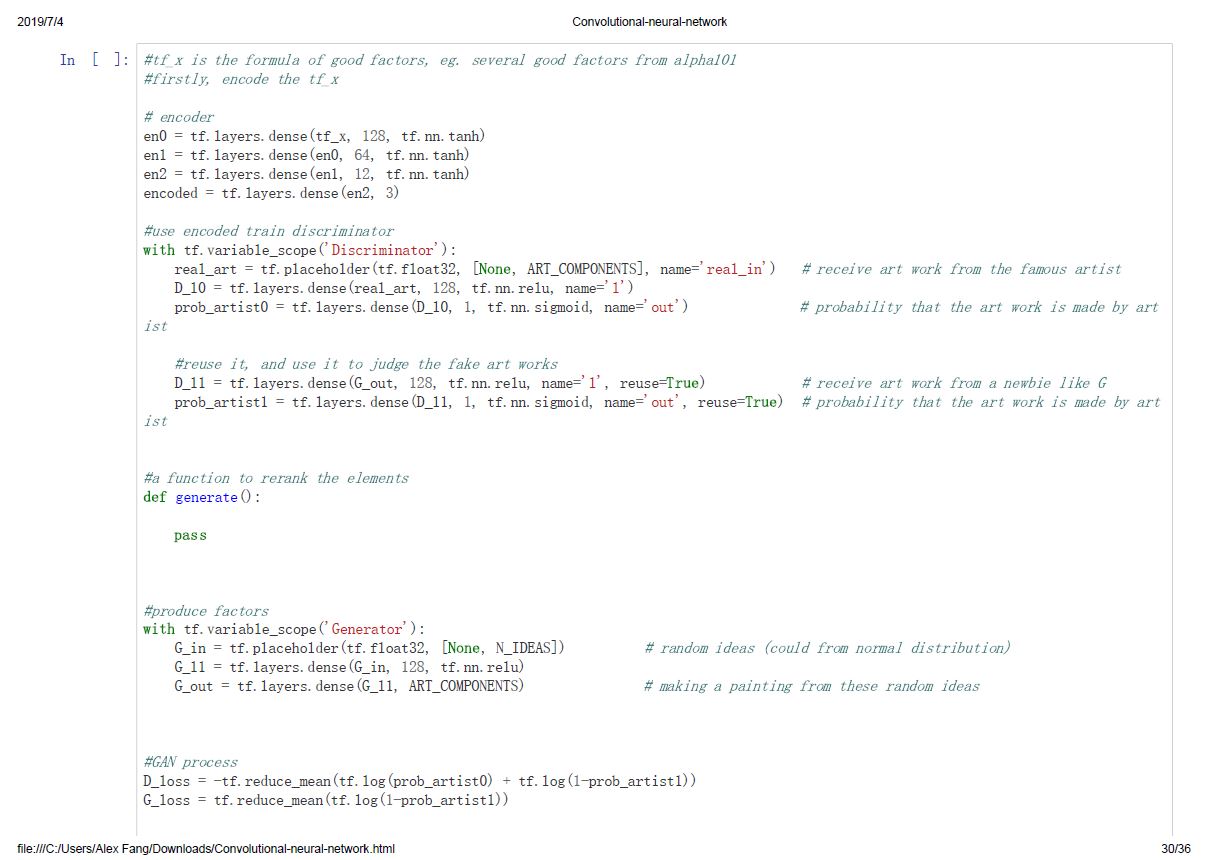 2019/7/4 Convolutional-neural-network
In [ ]: #tf_x is the formula of good factors, eg. several good factors from alpha101
#firstly, encode the tf_x
# encoder
en0 = tf.layers.dense(tf_x, 128, tf.nn.tanh)
en1 = tf.layers.dense(en0, 64, tf.nn.tanh)
en2 = tf.layers.dense(en1, 12, tf.nn.tanh)
encoded = tf.layers.dense(en2, 3)
#use encoded train discriminator
with tf.variable_scope('Discriminator'):
real_art = tf.placeholder(tf.float32, [None, ART_COMPONENTS], name='real_in') # receive art work from the famous artist
D_l0 = tf.layers.dense(real_art, 128, tf.nn.relu, name='l')
prob_artist0 = tf.layers.dense(D_l0, 1, tf.nn.sigmoid, name='out') # probability that the art work is made by art
ist
#reuse it, and use it to judge the fake art works
D_l1 = tf.layers.dense(G_out, 128, tf.nn.relu, name='l', reuse=True) # receive art work from a newbie like G
prob_artist1 = tf.layers.dense(D_l1, 1, tf.nn.sigmoid, name='out', reuse=True) # probability that the art work is made by art
ist
#a function to rerank the elements
def generate():
pass
#produce factors
with tf.variable_scope('Generator'):
G_in = tf.placeholder(tf.float32, [None, N_IDEAS]) # random ideas (could from normal distribution)
G_l1 = tf.layers.dense(G_in, 128, tf.nn.relu)
G_out = tf.layers.dense(G_l1, ART_COMPONENTS) # making a painting from these random ideas
#GAN process
D_loss = -tf.reduce_mean(tf.log(prob_artist0) + tf.log(1-prob_artist1))
G_loss = tf.reduce_mean(tf.log(1-prob_artist1))
file:///C:/Users/Alex Fang/Downloads/Convolutional-neural-network.html 30/36